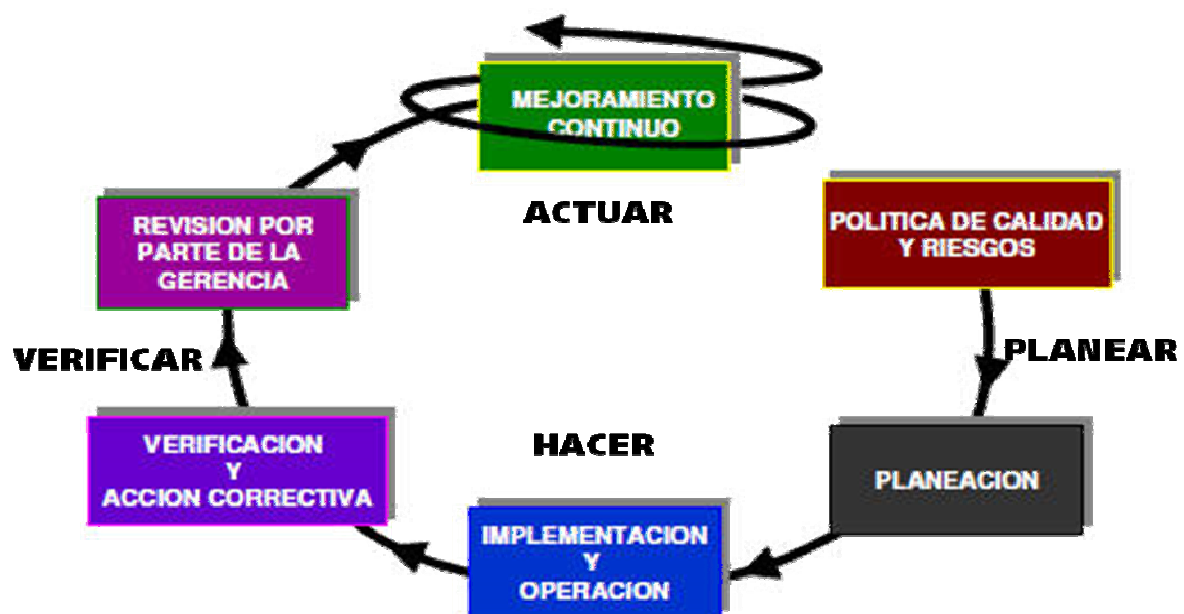 MEJORAMIENTO
CONTINUO
ACTUAR
REVISION POR
PARTE DE LA
GERENCIA
POLITICA DE CALIDAD
Y RIESGOS
VERIFICAR
PLANEAR
VERIFICACION
Y
ACCION CORRECTIVA
HACER
PLANEACION
IMPLEMENTACION
Y
OPERACION